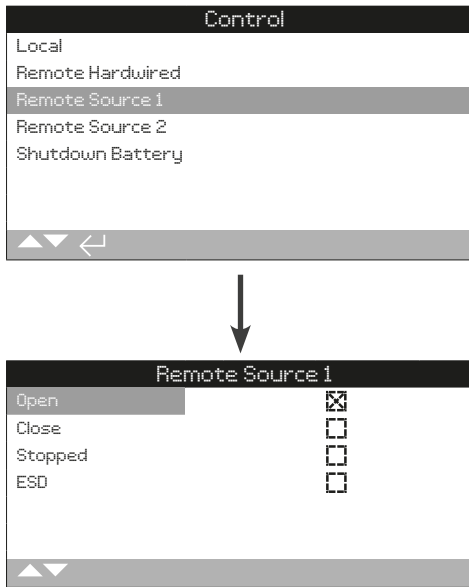 Control
Local
Remote Hardwired
Remote Source 1
Remote Source 2
Shutdown Battery
Remote Source 1
Open
Close
Stopped
ESD